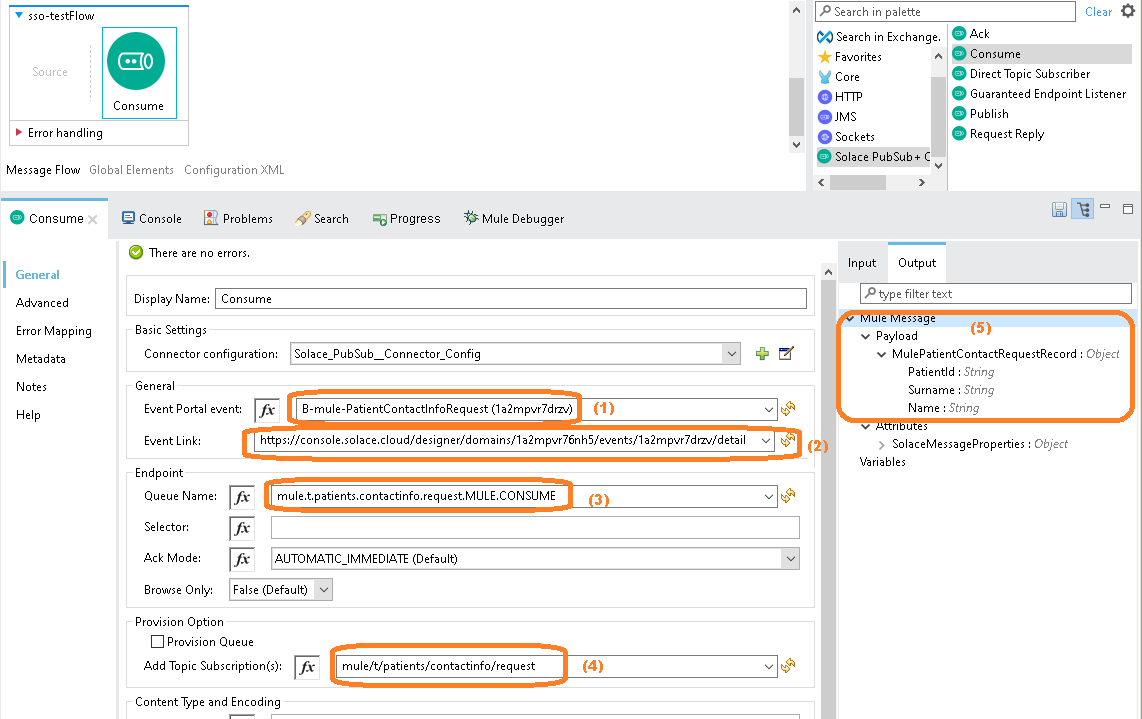 sso-testFlow
Source
Consume
Error handling
Message Flow Global Elements Configuration XML
Search in palette Clear
Search in Exchange.
Favorites
Core
HTTP
JMS
Sockets
Solace PubSub+ C
Ack
Consume
Direct Topic Subscriber
Guaranteed Endpoint Listener
Publish
Request Reply
Consume Console Problems Search Progress Mule Debugger
General
Advanced
Error Mapping
Metadata
Notes
Help
There are no errors.
Display Name: Consume
Basic Settings
Connector configuration: Solace_PubSub__Connector_Config
General
Event Portal event: fx B-mule-PatientContactInfoRequest (1a2mpvr7drzv) (1)
Event Link: https://console.solace.cloud/designer/domains/1a2mpvr76nh5/events/1a2mpvr7drzv/detail (2)
Endpoint
Queue Name: fx mule.t.patients.contactinfo.request.MULE.CONSUME (3)
Selector: fx
Ack Mode: fx AUTOMATIC_IMMEDIATE (Default)
Browse Only: False (Default)
Provision Option
Provision Queue
Add Topic Subscription(s): fx mule/t/patients/contactinfo/request (4)
Content Type and Encoding
Input Output
type filter text
Mule Message (5)
Payload
MulePatientContactRequestRecord : Object
PatientId : String
Surname : String
Name : String
Attributes
SolaceMessageProperties : Object
Variables